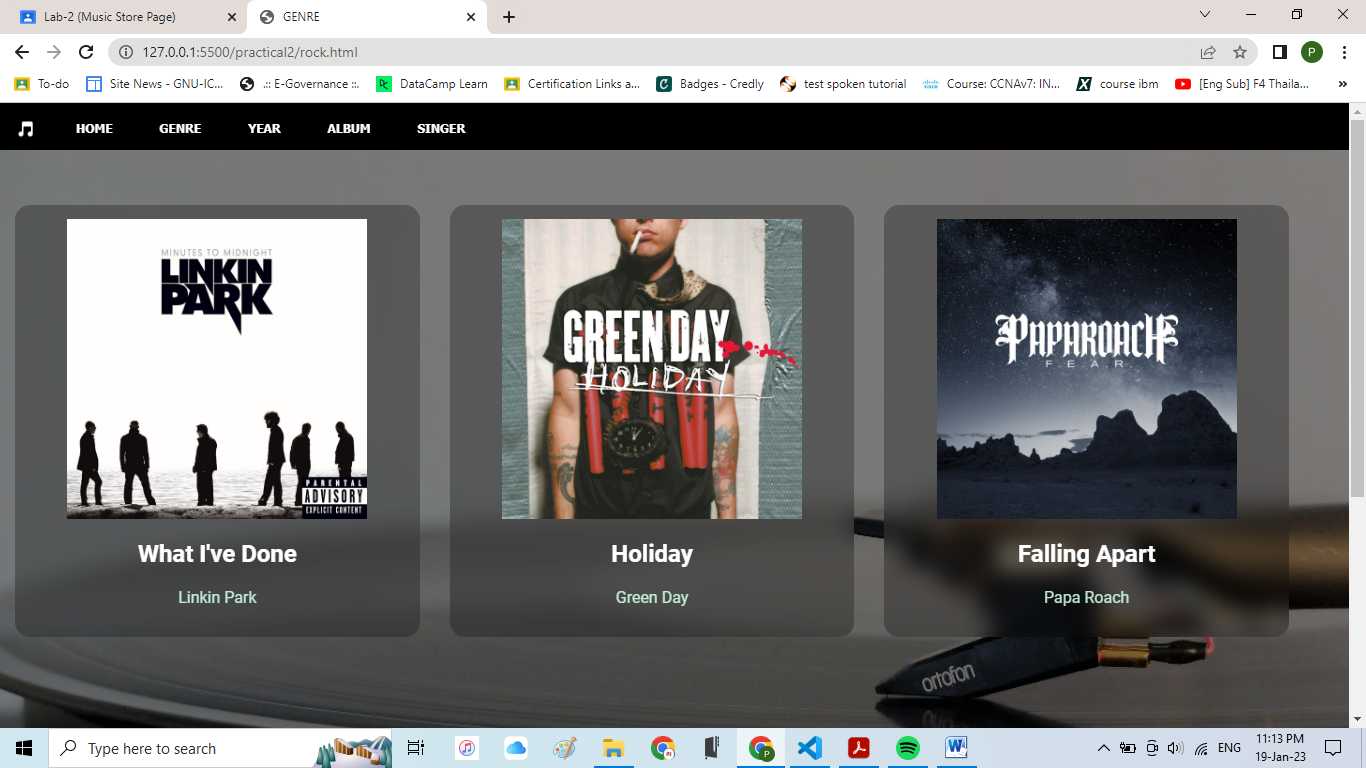 Lab-2 (Music Store Page)
GENRE
127.0.0.1:5500/practical2/rock.html
P
To-do
Site News - GNU-IC...
.:: E-Governance ::.
DataCamp Learn
Certification Links a...
Badges - Credly
test spoken tutorial
Course: CCNAv7: IN...
course ibm
[Eng Sub] F4 Thaila...
HOME GENRE YEAR ALBUM SINGER
MINUTES TO MIDNIGHT
LINKIN
PARK
PARENTAL
ADVISORY
EXPLICIT CONTENT
What I've Done
Linkin Park
GREEN DAY
HOLIDAY
Holiday
Green Day
PAPAROACH
F.E.A.R.
Falling Apart
Papa Roach
ortofon
Type here to search
ENG
11:13 PM
19-Jan-23